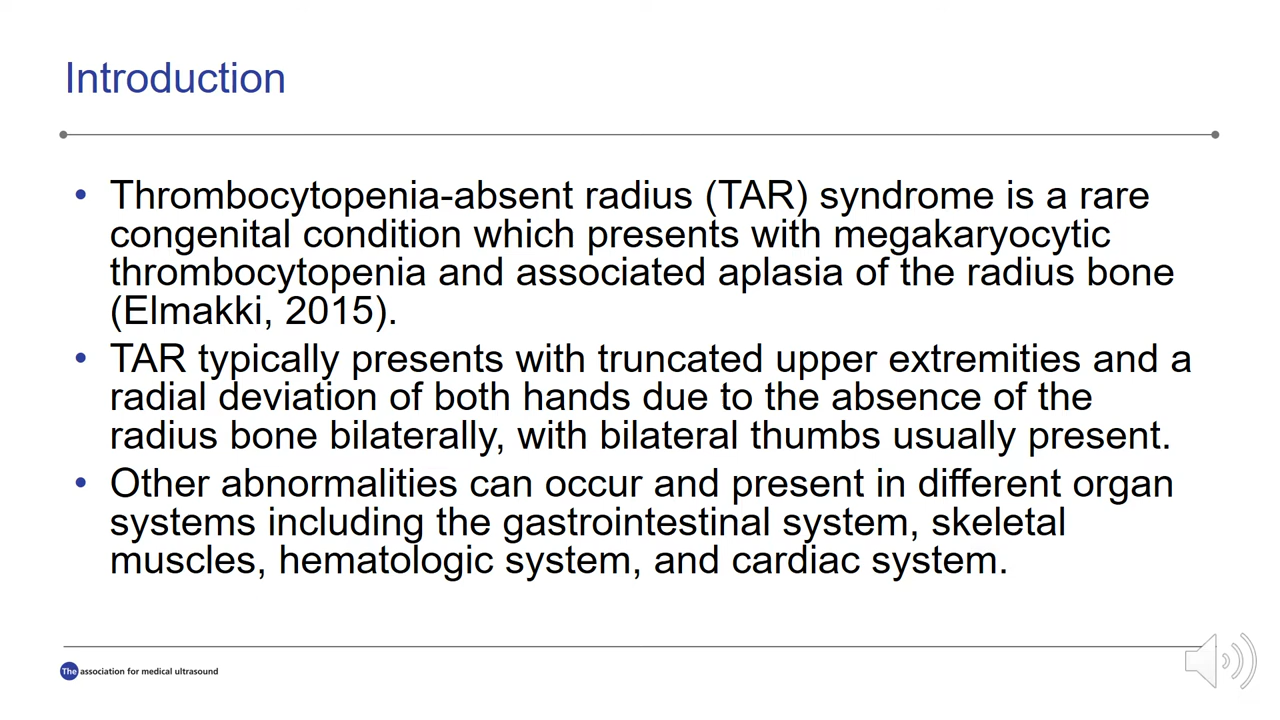 Introduction
• Thrombocytopenia-absent radius (TAR) syndrome is a rare
congenital condition which presents with megakaryocytic
thrombocytopenia and associated aplasia of the radius bone
(Elmakki, 2015).
• TAR typically presents with truncated upper extremities and a
radial deviation of both hands due to the absence of the
radius bone bilaterally, with bilateral thumbs usually present.
• Other abnormalities can occur and present in different organ
systems including the gastrointestinal system, skeletal
muscles, hematologic system, and cardiac system.
The association for medical ultrasound